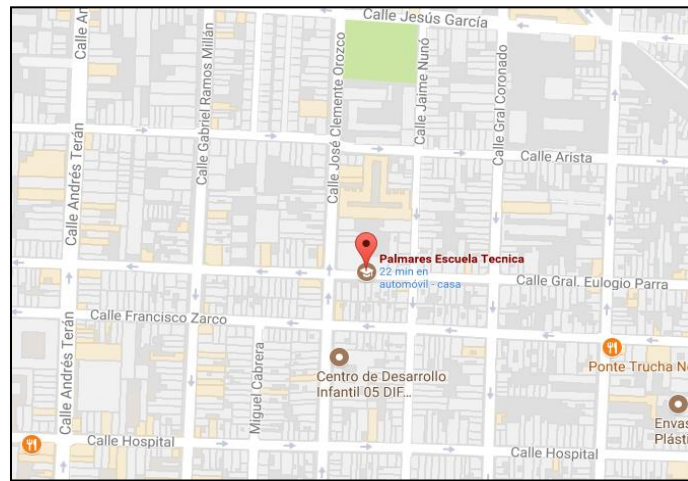 Calle Jesús García
Calle An
Calle Gabriel Ramos Millán
Calle José Clemente Orozco
Calle Jaime Nunó
Calle Gral Coronado
Calle Arista
Calle Andrés Terán
Palmares Escuela Tecnica
22 min en
automóvil - casa
Calle Gral. Eulogio Parra
Calle Francisco Zarco
Ponte Trucha Ne
Centro de Desarrollo
Infantil 05 DIF...
Miguel Cabrera
Calle Andrés Terán
Envas
Plásti
Calle Hospital
Calle Hospital